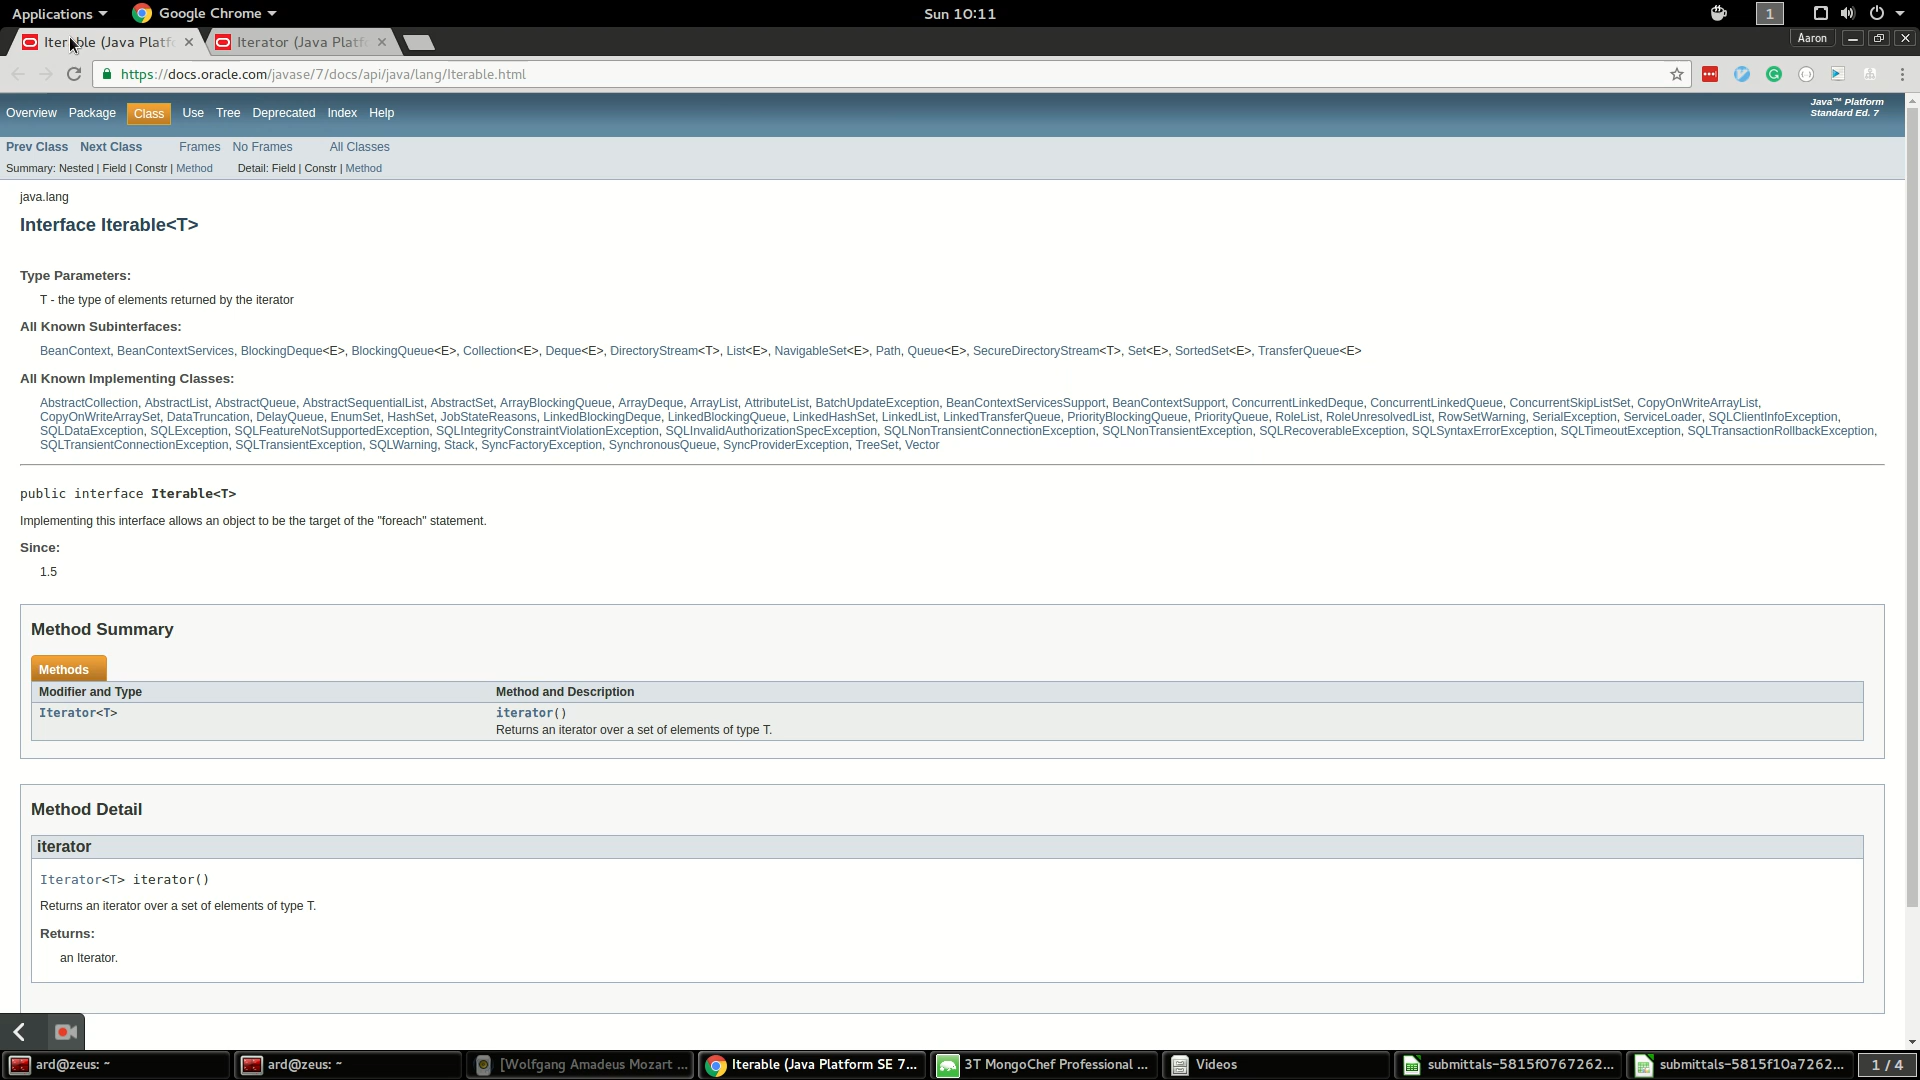 Applications Google Chrome Sun 10:11 1
Iterable (Java Platf Iterator (Java Platf Aaron
https://docs.oracle.com/javase/7/docs/api/java/lang/Iterable.html
Overview Package Class Use Tree Deprecated Index Help
Java™ Platform
Standard Ed. 7
Prev Class Next Class Frames No Frames All Classes
Summary: Nested | Field | Constr | Method Detail: Field | Constr | Method
java.lang
Interface Iterable<T>
Type Parameters:
T - the type of elements returned by the iterator
All Known Subinterfaces:
BeanContext, BeanContextServices, BlockingDeque<E>, BlockingQueue<E>, Collection<E>, Deque<E>, DirectoryStream<T>, List<E>, NavigableSet<E>, Path, Queue<E>, SecureDirectoryStream<T>, Set<E>, SortedSet<E>, TransferQueue<E>
All Known Implementing Classes:
AbstractCollection, AbstractList, AbstractQueue, AbstractSequentialList, AbstractSet, ArrayBlockingQueue, ArrayDeque, ArrayList, AttributeList, BatchUpdateException, BeanContextServicesSupport, BeanContextSupport, ConcurrentLinkedDeque, ConcurrentLinkedQueue, ConcurrentSkipListSet, CopyOnWriteArrayList,
CopyOnWriteArraySet, DataTruncation, DelayQueue, EnumSet, HashSet, JobStateReasons, LinkedBlockingDeque, LinkedBlockingQueue, LinkedHashSet, LinkedList, LinkedTransferQueue, PriorityBlockingQueue, PriorityQueue, RoleList, RoleUnresolvedList, RowSetWarning, SerialException, ServiceLoader, SQLClientInfoException,
SQLDataException, SQLException, SQLFeatureNotSupportedException, SQLIntegrityConstraintViolationException, SQLInvalidAuthorizationSpecException, SQLNonTransientConnectionException, SQLNonTransientException, SQLRecoverableException, SQLSyntaxErrorException, SQLTimeoutException, SQLTransactionRollbackException,
SQLTransientConnectionException, SQLTransientException, SQLWarning, Stack, SyncFactoryException, SynchronousQueue, SyncProviderException, TreeSet, Vector
public interface Iterable<T>
Implementing this interface allows an object to be the target of the "foreach" statement.
Since:
1.5
Method Summary
Methods
Modifier and Type Method and Description
Iterator<T> iterator()
Returns an iterator over a set of elements of type T.
Method Detail
iterator
Iterator<T> iterator()
Returns an iterator over a set of elements of type T.
Returns:
an Iterator.
ard@zeus: ~ ard@zeus: ~ [Wolfgang Amadeus Mozart ... Iterable (Java Platform SE 7... 3T MongoChef Professional ... Videos submittals-5815f0767262... submittals-5815f10a7262... 1 / 4